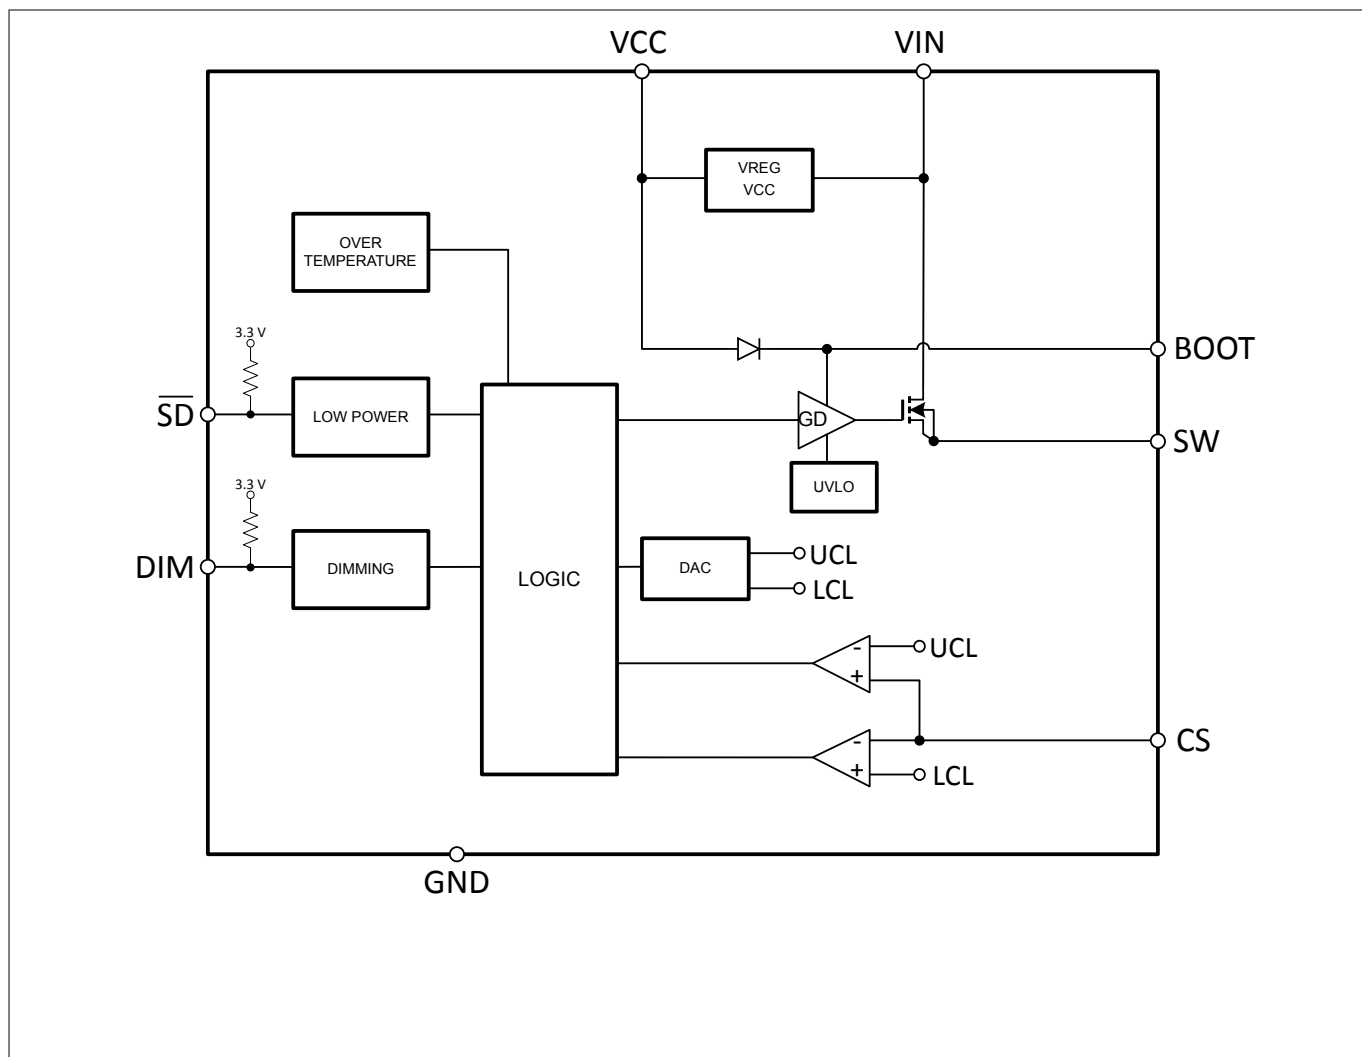 VCC
VIN
VREG
VCC
OVER
TEMPERATURE
3.3 V
BOOT
SD
LOW POWER
GD
SW
UVLO
3.3 V
DIM
DIMMING
LOGIC
DAC
UCL
LCL
-
UCL
+
-
CS
+
LCL
GND